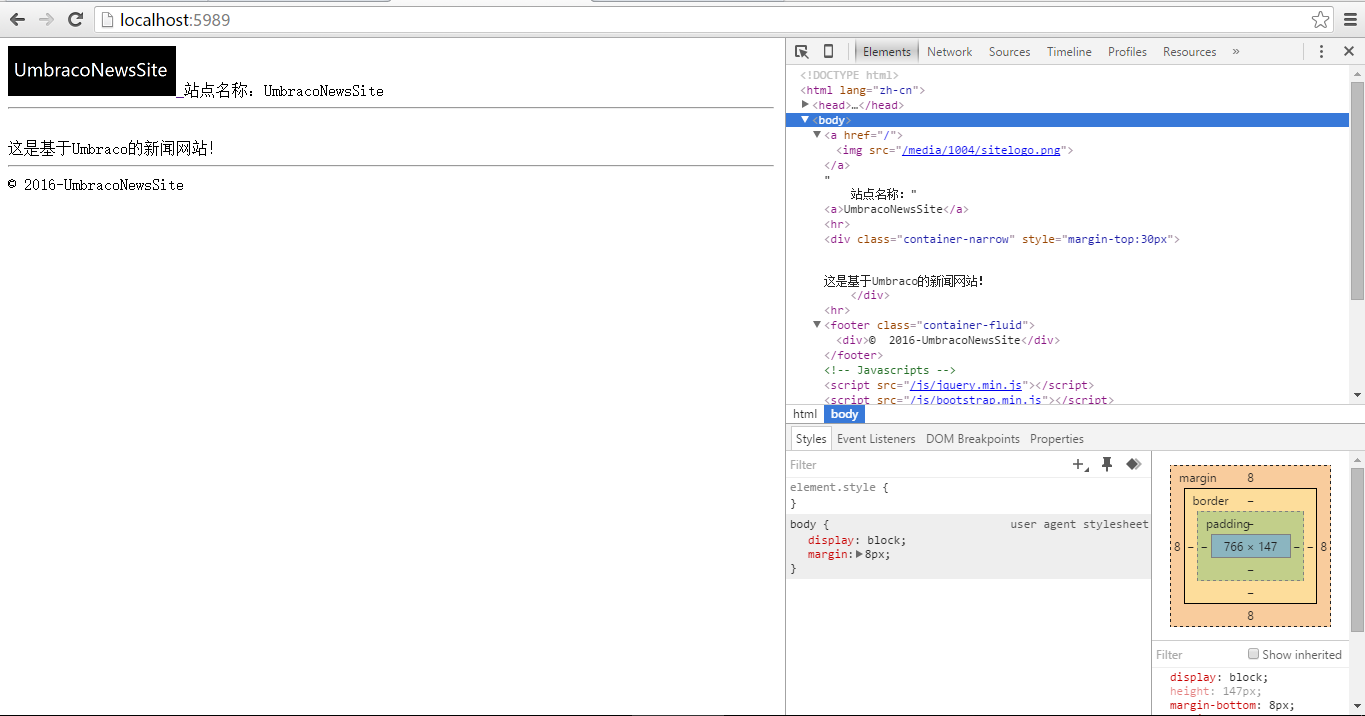 localhost:5989
UmbracoNewsSite
站点名称：UmbracoNewsSite
这是基于Umbraco的新闻网站！
© 2016-UmbracoNewsSite
Elements Network Sources Timeline Profiles Resources »
<!DOCTYPE html>
<html lang="zh-cn">
<head>…</head>
<body>
<a href="/">
<img src="/media/1004/sitelogo.png">
</a>
"
站点名称："
<a>UmbracoNewsSite</a>
<hr>
<div class="container-narrow" style="margin-top:30px">
这是基于Umbraco的新闻网站！
</div>
<hr>
<footer class="container-fluid">
<div>© 2016-UmbracoNewsSite</div>
</footer>
<!-- Javascripts -->
<script src="/js/jquery.min.js"></script>
<script src="/js/bootstrap.min.js"></script>
html body
Styles Event Listeners DOM Breakpoints Properties
Filter
element.style {
}
body { user agent stylesheet
display: block;
margin: 8px;
}
margin 8
border –
padding –
8 – – 766 × 147 – – 8
–
–
8
Filter Show inherited
display: block;
height: 147px;
margin-bottom: 8px;